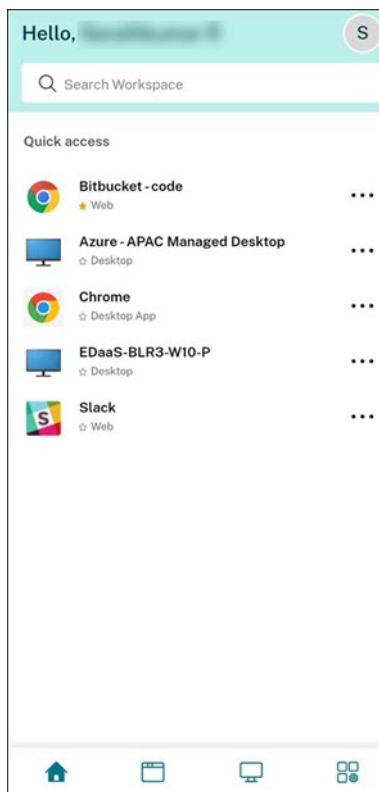 Hello,
S
Search Workspace
Quick access
Bitbucket - code
Web
Azure - APAC Managed Desktop
Desktop
Chrome
Desktop App
EDaaS-BLR3-W10-P
Desktop
S
Slack
Web